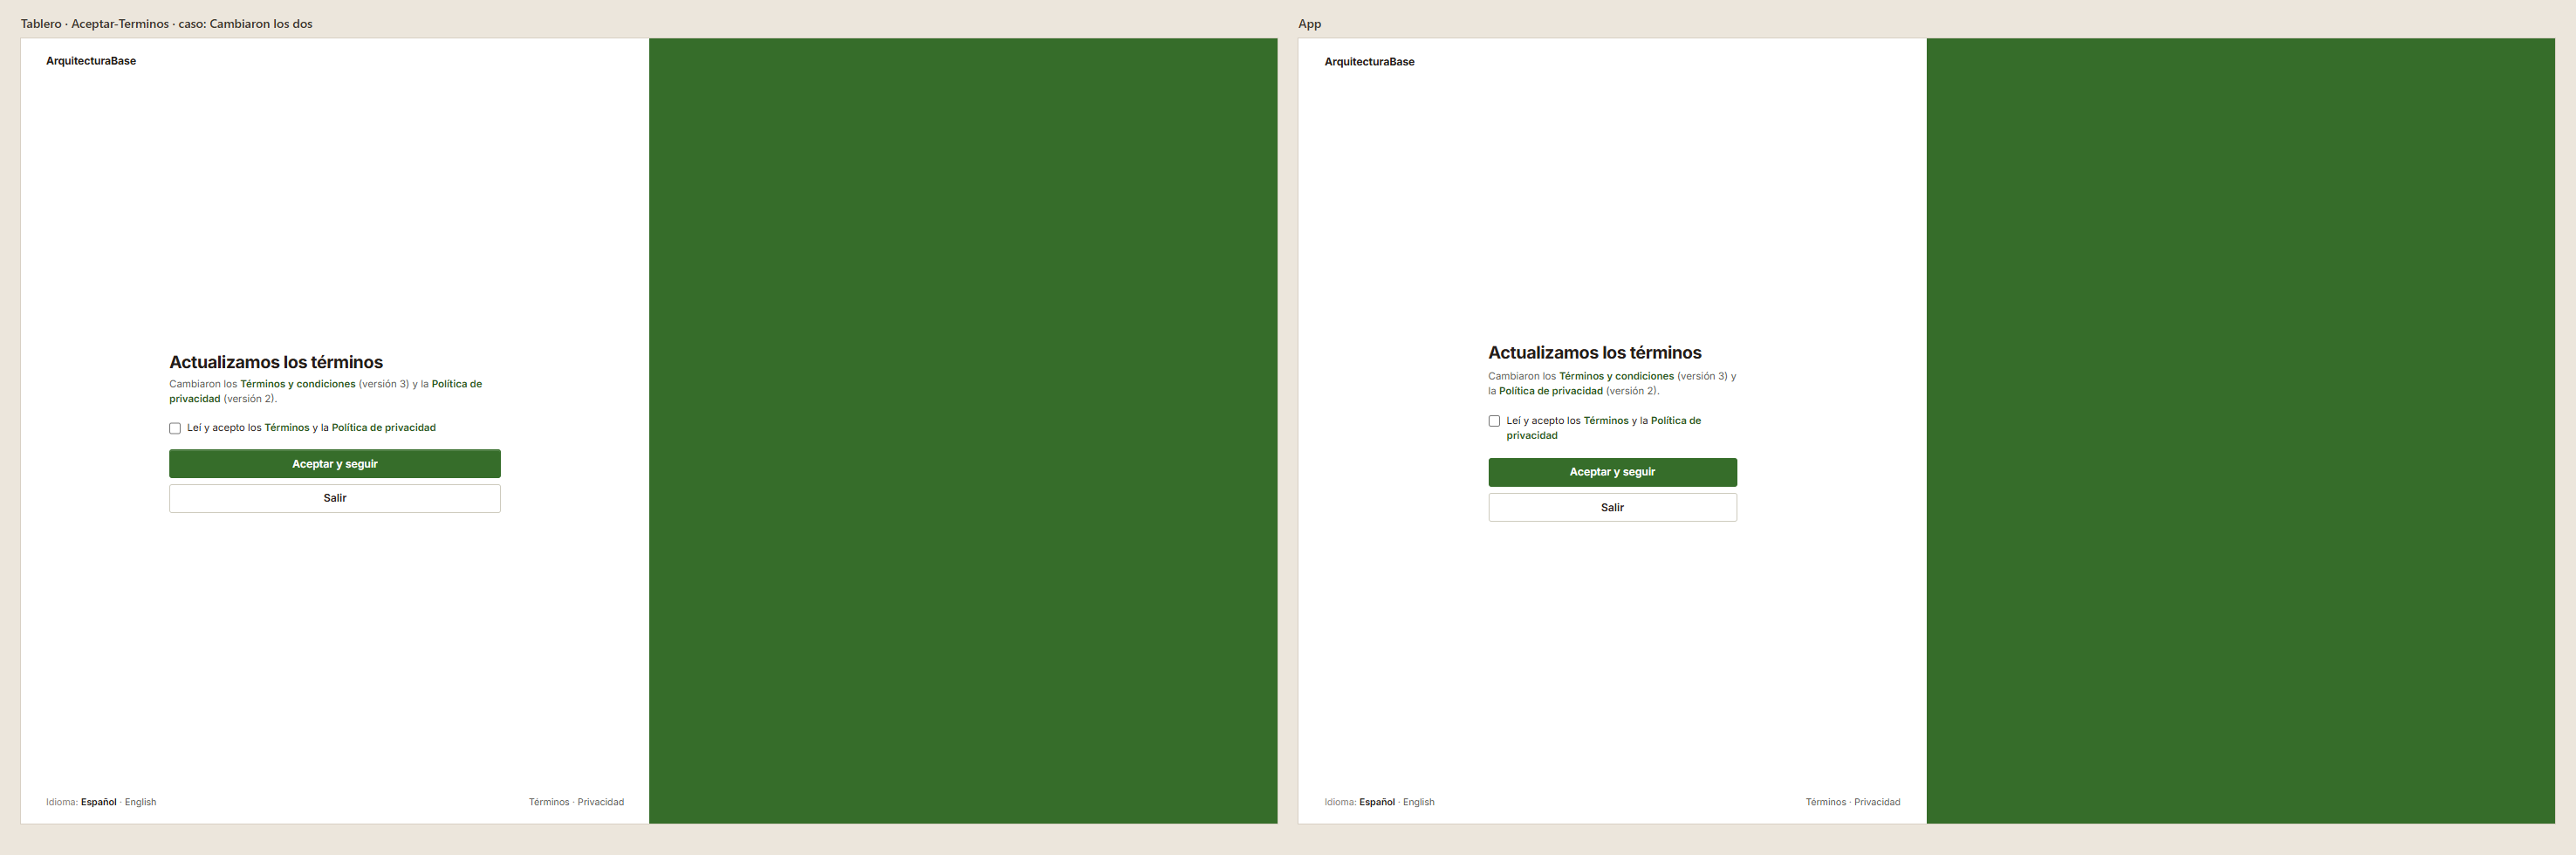 Tablero · Aceptar-Terminos · caso: Cambiaron los dos
ArquitecturaBase
Actualizamos los términos
Cambiaron los Términos y condiciones (versión 3) y la Política de
privacidad (versión 2).
Leí y acepto los Términos y la Política de privacidad
Aceptar y seguir
Salir
Idioma: Español · English
Términos · Privacidad
App
ArquitecturaBase
Actualizamos los términos
Cambiaron los Términos y condiciones (versión 3) y
la Política de privacidad (versión 2).
Leí y acepto los Términos y la Política de
privacidad
Aceptar y seguir
Salir
Idioma: Español · English
Términos · Privacidad